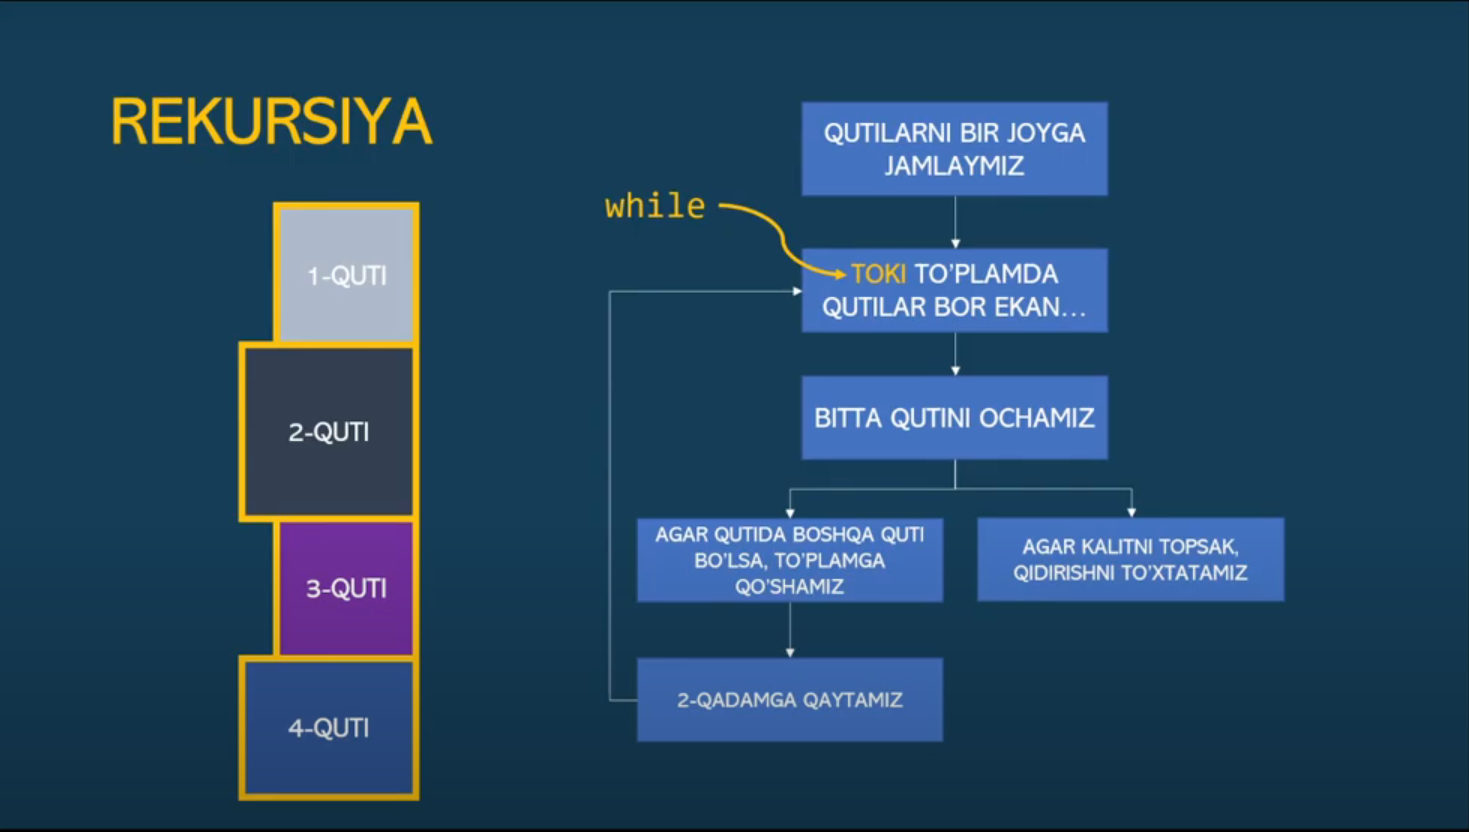 REKURSIYA
1-QUTI
2-QUTI
3-QUTI
4-QUTI
while
QUTILARNI BIR JOYGA
JAMLAYMIZ
TOKI TO'PLAMDA
QUTILAR BOR EKAN...
BITTA QUTINI OCHAMIZ
AGAR QUTIDA BOSHQA QUTI
BO'LSA, TO'PLAMGA
QO'SHAMIZ
AGAR KALITNI TOPSAK,
QIDIRISHNI TO'XTATAMIZ
2-QADAMGA QAYTAMIZ